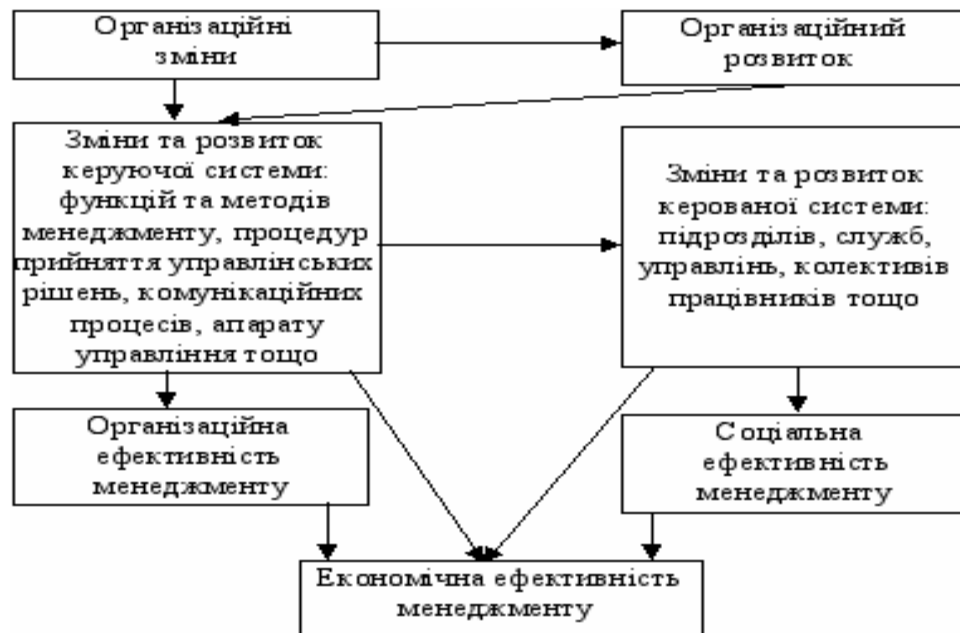 Організаційні
зміни
Організаційний
розвиток
Зміни та розвиток
керуючої системи:
функцій та методів
менеджменту, процедур
прийняття управлінських
рішень, комунікаційних
процесів, апарату
управління тощо
Зміни та розвиток
керованої системи:
підрозділів, служб,
управлінь, колективів
працівників тощо
Організаційна
ефективність
менеджменту
Соціальна
ефективність
менеджменту
Економічна ефективність
менеджменту